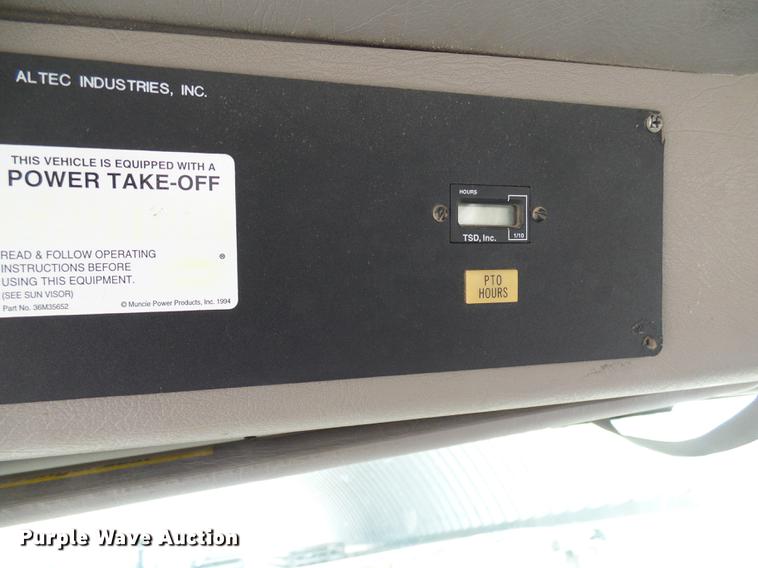 ALTEC INDUSTRIES, INC.
THIS VEHICLE IS EQUIPPED WITH A
POWER TAKE-OFF
READ & FOLLOW OPERATING
INSTRUCTIONS BEFORE
USING THIS EQUIPMENT.
(SEE SUN VISOR)
Part No. 36M35652
®
© Muncie Power Products, Inc. 1994
HOURS
TSD, Inc.
1/10
PTO
HOURS
Purple Wave Auction